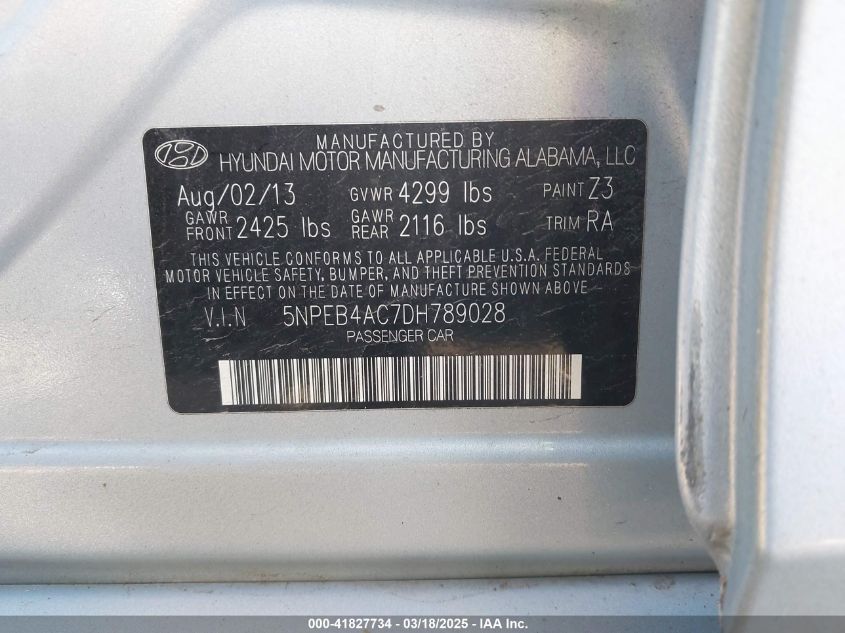 MANUFACTURED BY
HYUNDAI MOTOR MANUFACTURING ALABAMA, LLC
Aug/02/13 GVWR 4299 lbs PAINT Z3
GAWR FRONT 2425 lbs GAWR REAR 2116 lbs TRIM RA
THIS VEHICLE CONFORMS TO ALL APPLICABLE U.S.A. FEDERAL
MOTOR VEHICLE SAFETY, BUMPER, AND THEFT PREVENTION STANDARDS
IN EFFECT ON THE DATE OF MANUFACTURE SHOWN ABOVE.
V.I.N 5NPEB4AC7DH789028
PASSENGER CAR
000-41827734 - 03/18/2025 - IAA Inc.